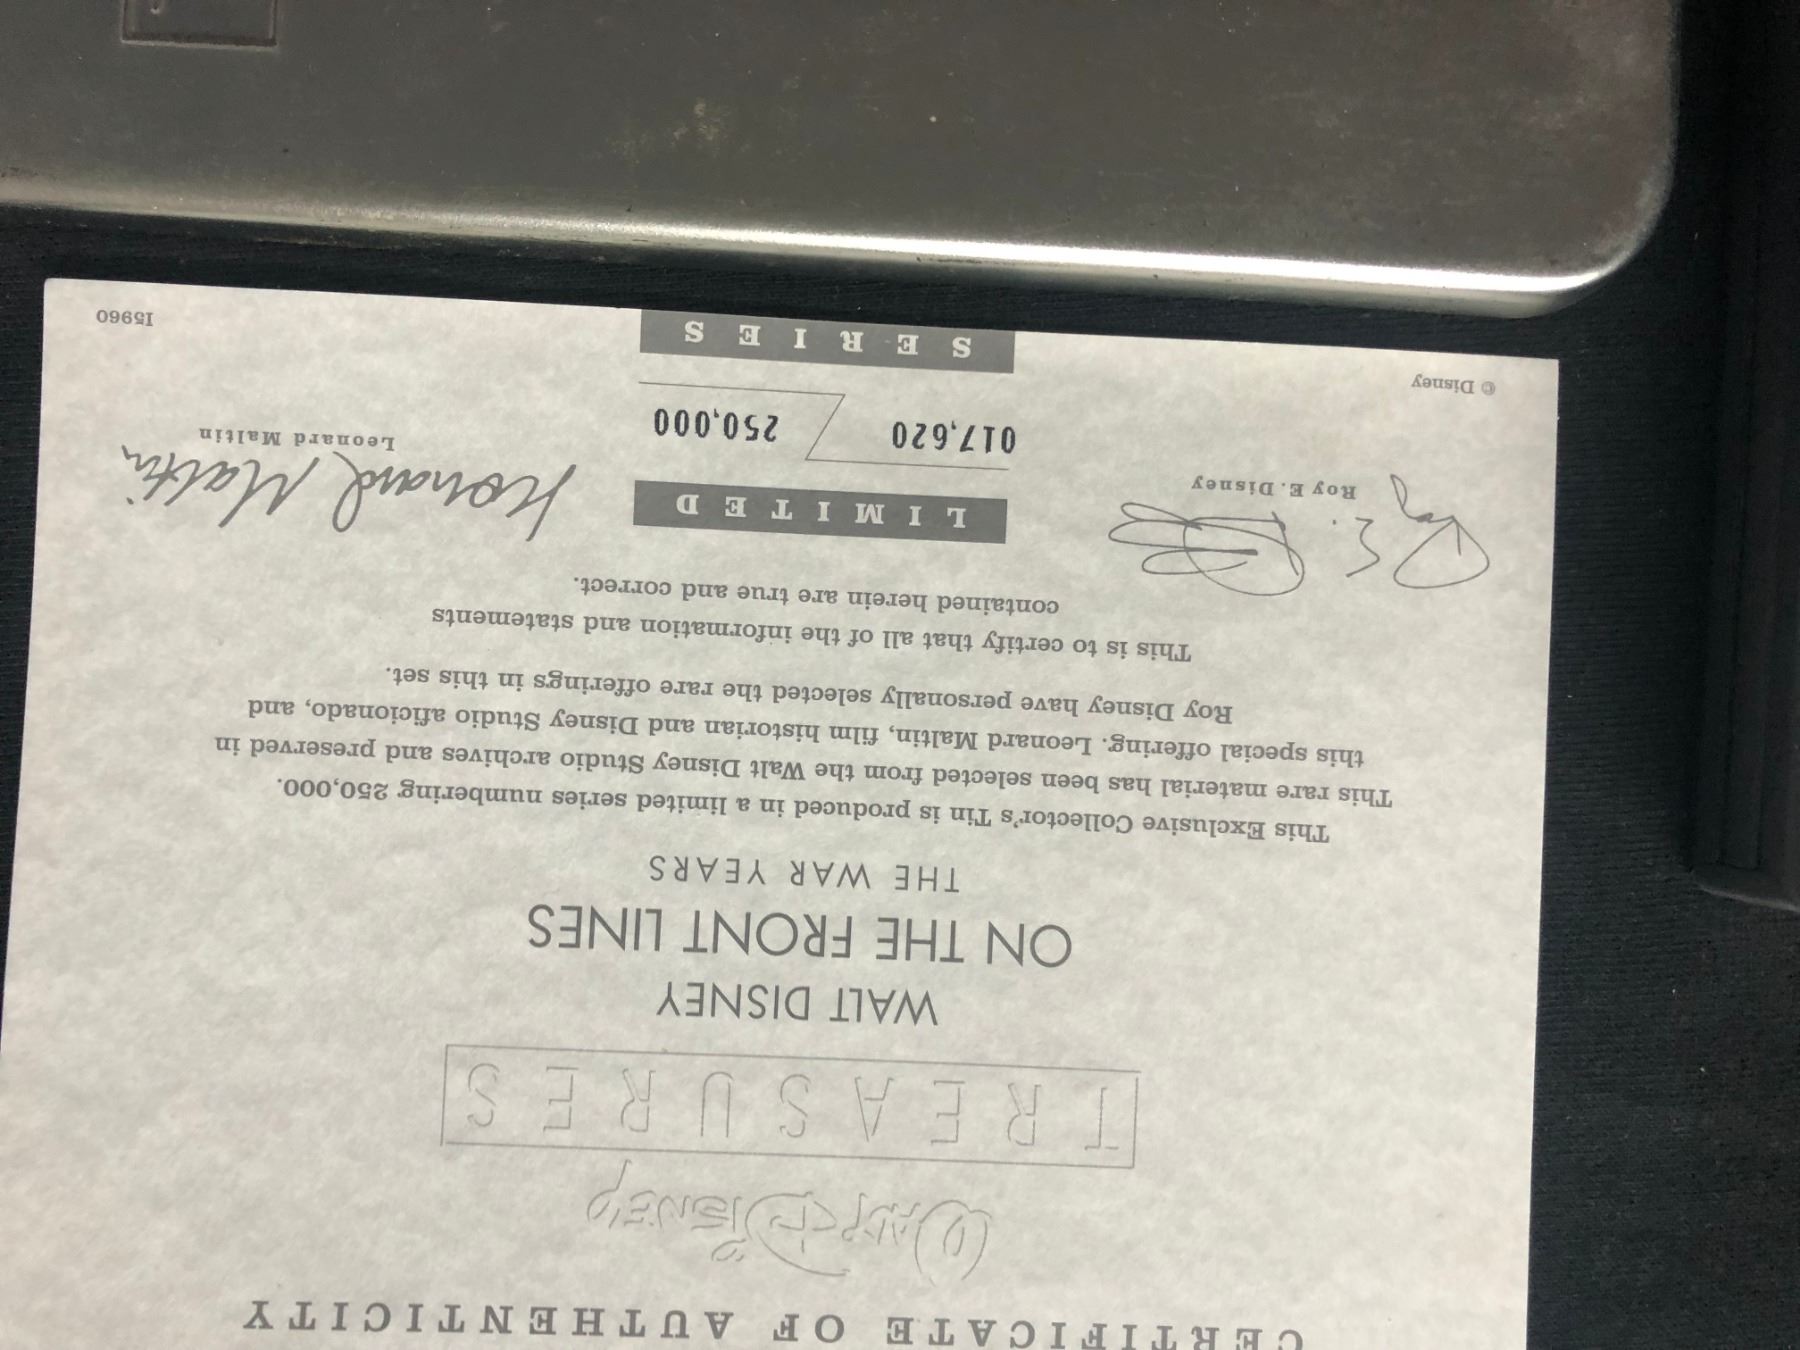 CERTIFICATE OF AUTHENTICITY
WALT DISNEY
TREASURES
WALT DISNEY
ON THE FRONT LINES
THE WAR YEARS
This Exclusive Collector's Tin is produced in a limited series numbering 250,000.
This rare material has been selected from the Walt Disney Studio archives and preserved in
this special offering. Leonard Maltin, film historian and Disney Studio aficionado, and
Roy Disney have personally selected the rare offerings in this set.
This is to certify that all of the information and statements
contained herein are true and correct.
Roy E. Disney
Roy E. Disney
LIMITED
017,620 / 250,000
SERIES
Leonard Maltin
Leonard Maltin
© Disney
15960